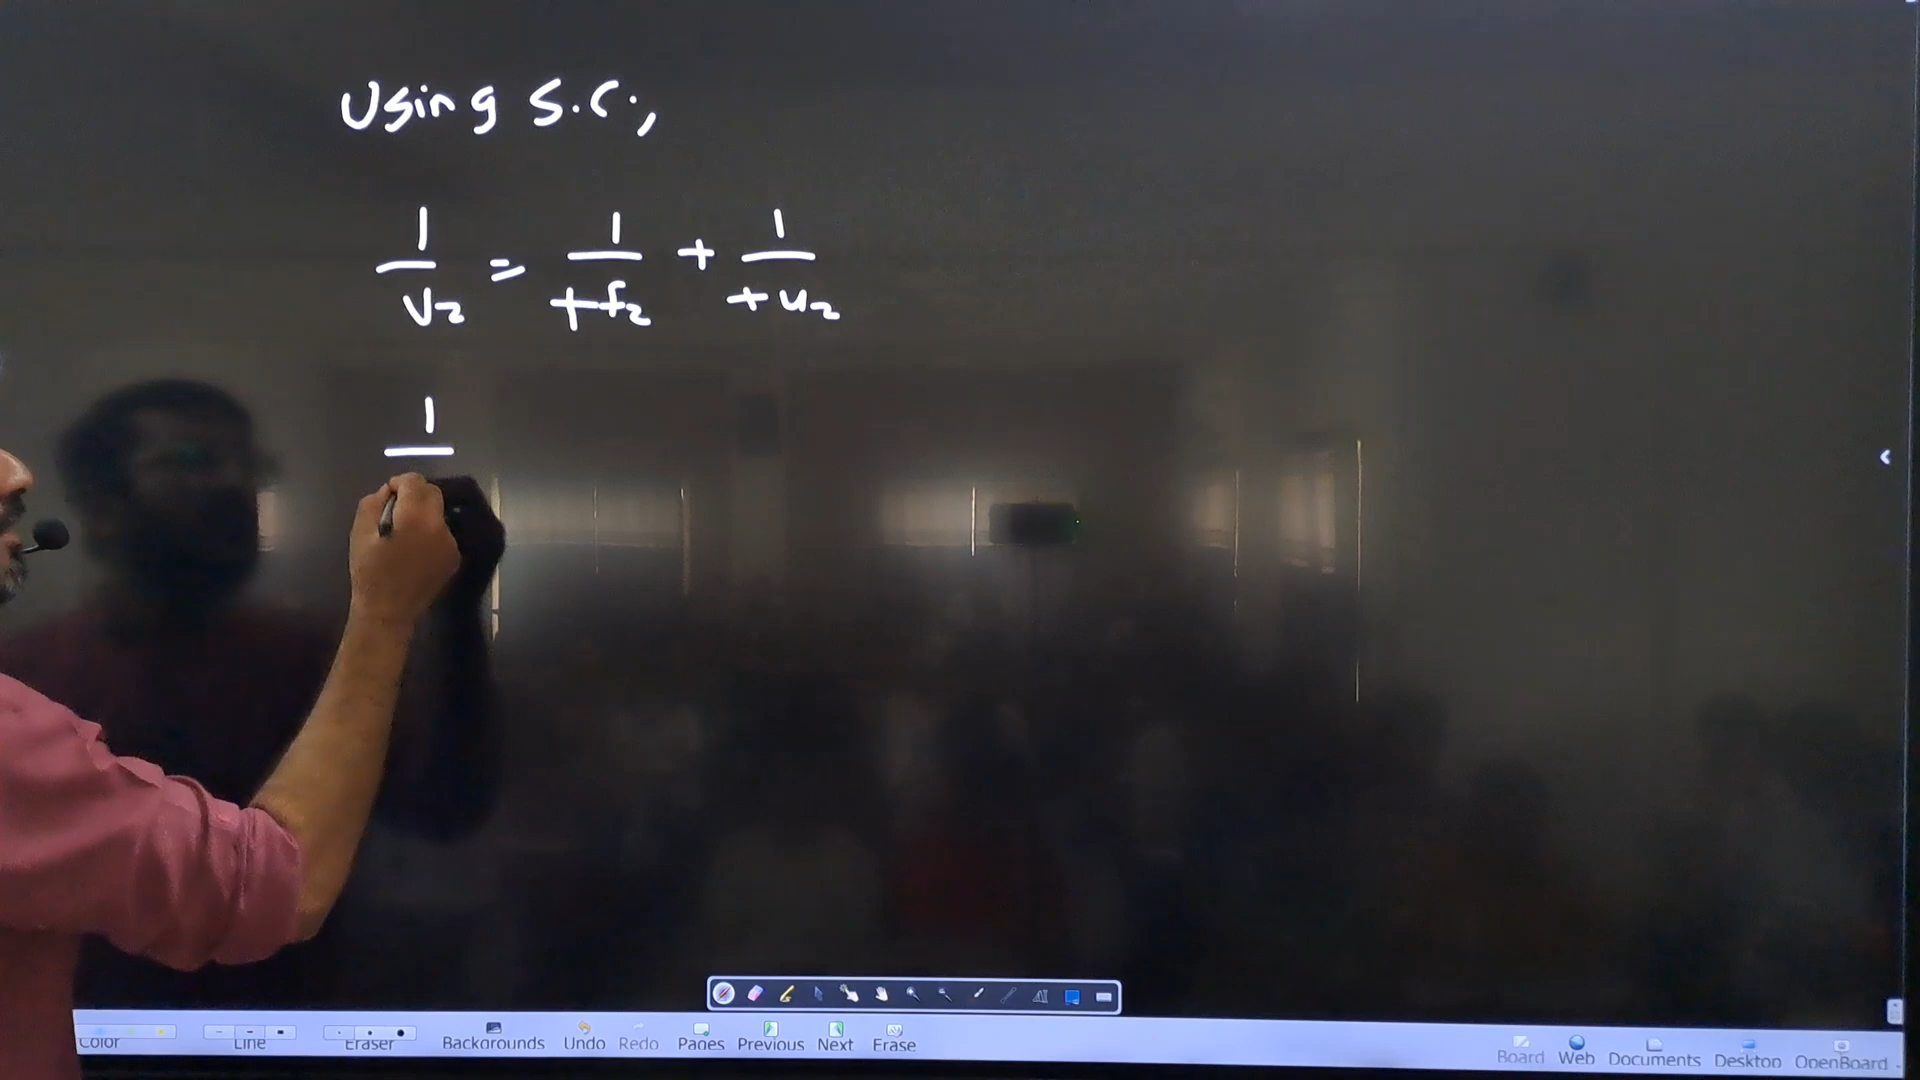 Using S.C.,
1/v₂ = 1/+f₂ + 1/+u₂
1
Color Line Eraser Backgrounds Undo Redo Pages Previous Next Erase Board Web Documents Desktop OpenBoard